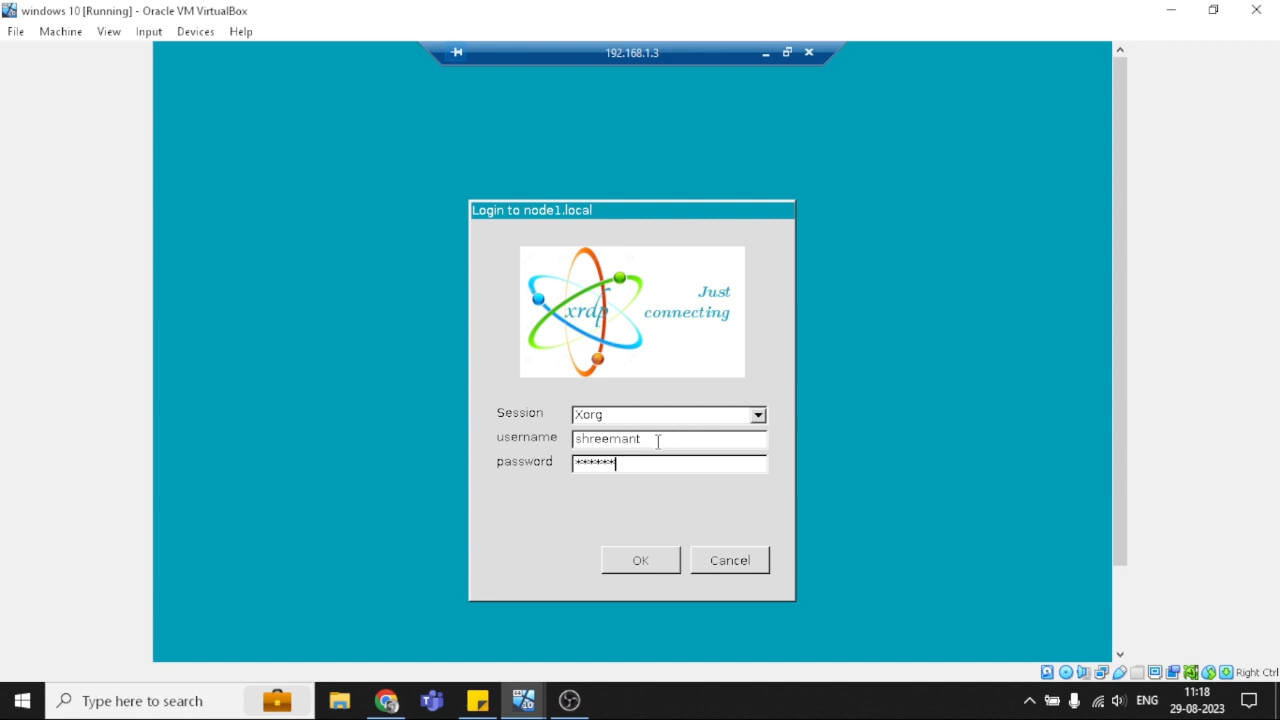 windows 10 [Running] - Oracle VM VirtualBox
File Machine View Input Devices Help
192.168.1.3
Login to node1.local
xrdp
Just
connecting
Session Xorg
username shreemant
password ******
OK Cancel
Right Ctrl
Type here to search
ENG
11:18
29-08-2023